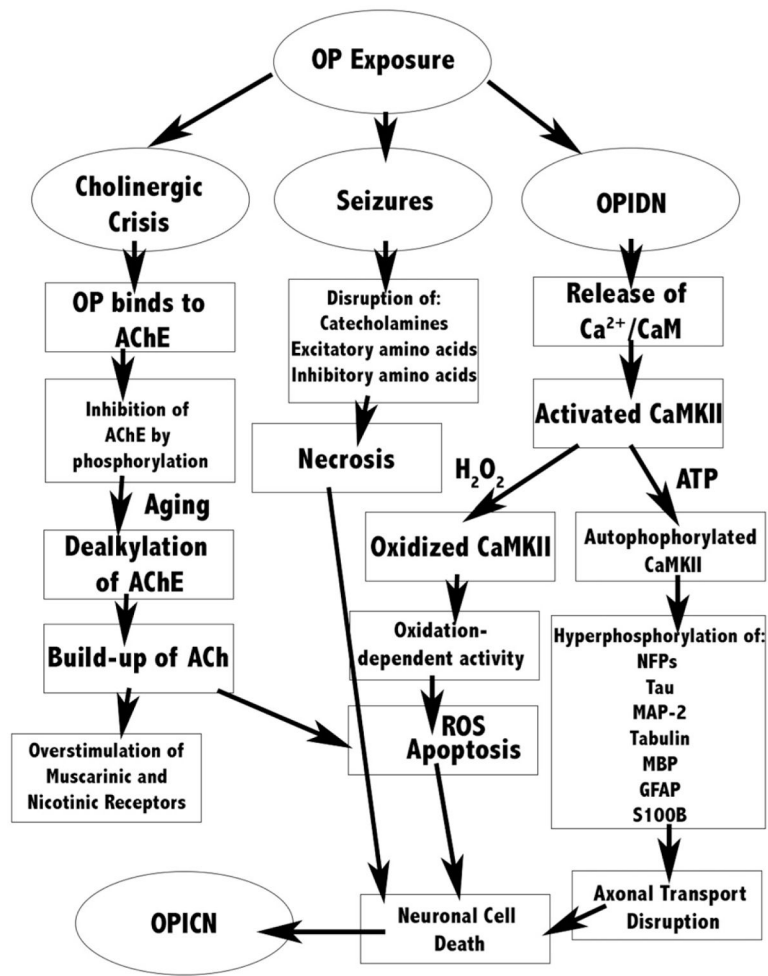 OP Exposure
Cholinergic
Crisis
Seizures
OPIDN
OP binds to
AChE
Disruption of:
Catecholamines
Excitatory amino acids
Inhibitory amino acids
Release of
Ca²⁺/CaM
Inhibition of
AChE by
phosphorylation
Necrosis
Activated CaMKII
H₂O₂
ATP
Aging
Dealkylation
of AChE
Oxidized CaMKII
Autophophorylated
CaMKII
Build-up of ACh
Oxidation-
dependent activity
Hyperphosphorylation of:
NFPs
Tau
MAP-2
Tabulin
MBP
GFAP
S100B
Overstimulation of
Muscarinic and
Nicotinic Receptors
ROS
Apoptosis
OPICN
Neuronal Cell
Death
Axonal Transport
Disruption